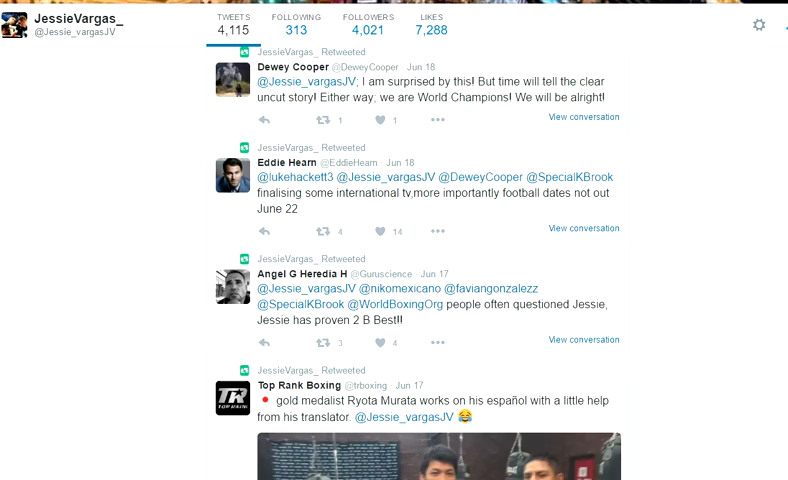 JessieVargas_
@Jessie_vargasJV
TWEETS FOLLOWING FOLLOWERS LIKES
4,115 313 4,021 7,288
JessieVargas_ Retweeted
Dewey Cooper @DeweyCooper · Jun 18
@Jessie_vargasJV; I am surprised by this! But time will tell the clear
uncut story! Either way; we are World Champions! We will be alright!
1 1 View conversation
JessieVargas_ Retweeted
Eddie Hearn @EddieHearn · Jun 18
@lukehackett3 @Jessie_vargasJV @DeweyCooper @SpecialKBrook
finalising some international tv,more importantly football dates not out
June 22
4 14 View conversation
JessieVargas_ Retweeted
Angel G Heredia H @Guruscience · Jun 17
@Jessie_vargasJV @nikomexicano @faviangonzalezz
@SpecialKBrook @WorldBoxingOrg people often questioned Jessie,
Jessie has proven 2 B Best!!
3 4 View conversation
JessieVargas_ Retweeted
Top Rank Boxing @trboxing · Jun 17
gold medalist Ryota Murata works on his español with a little help
from his translator. @Jessie_vargasJV 😂
TR
TOP RANK